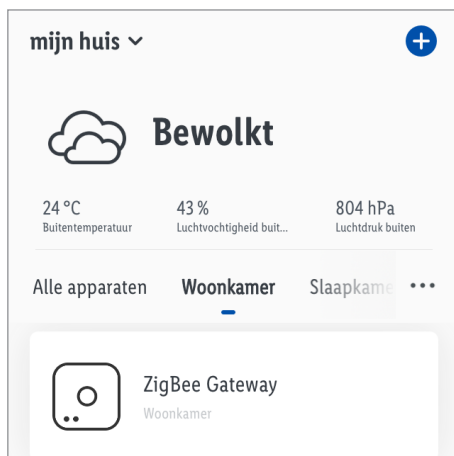 mijn huis
Bewolkt
24 °C 43 % 804 hPa
Buitentemperatuur Luchtvochtigheid buit... Luchtdruk buiten
Alle apparaten Woonkamer Slaapkame
ZigBee Gateway
Woonkamer